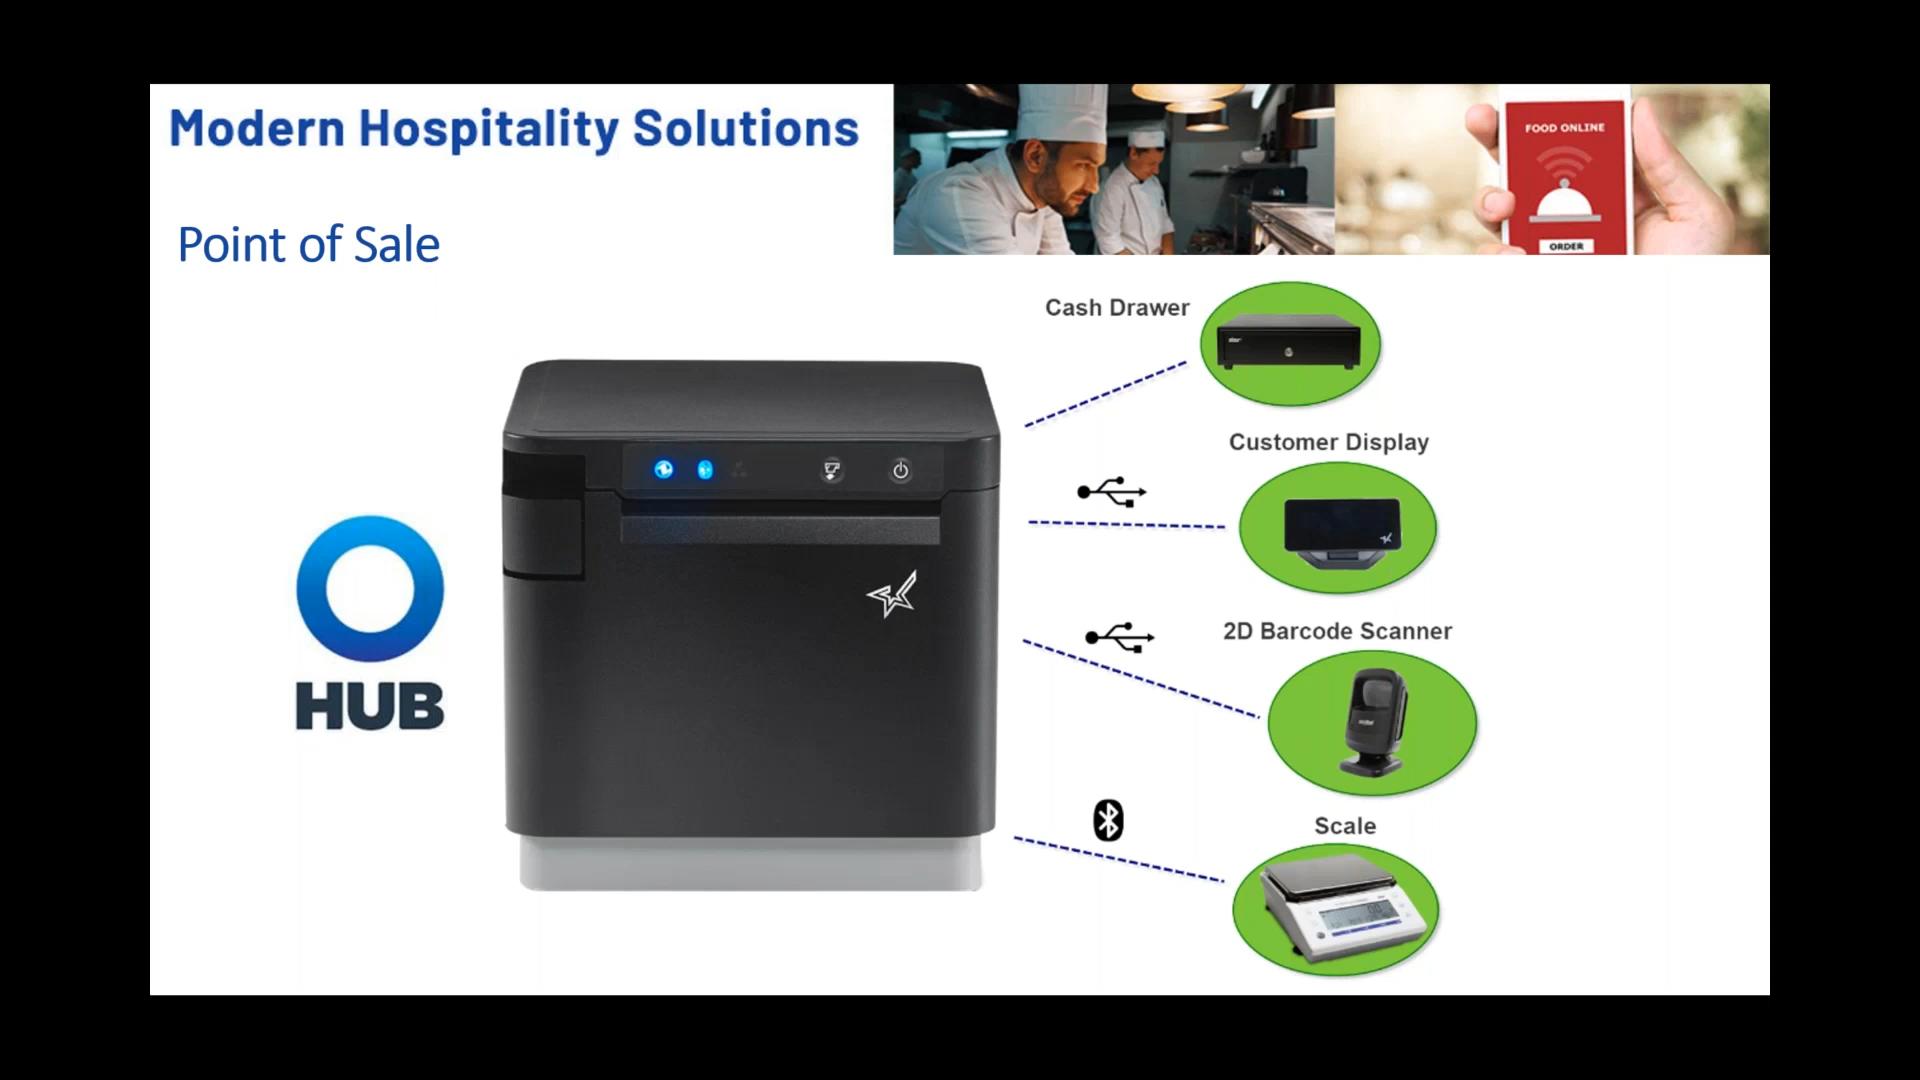 Modern Hospitality Solutions
FOOD ONLINE
ORDER
Point of Sale
Cash Drawer
Customer Display
HUB
2D Barcode Scanner
Scale